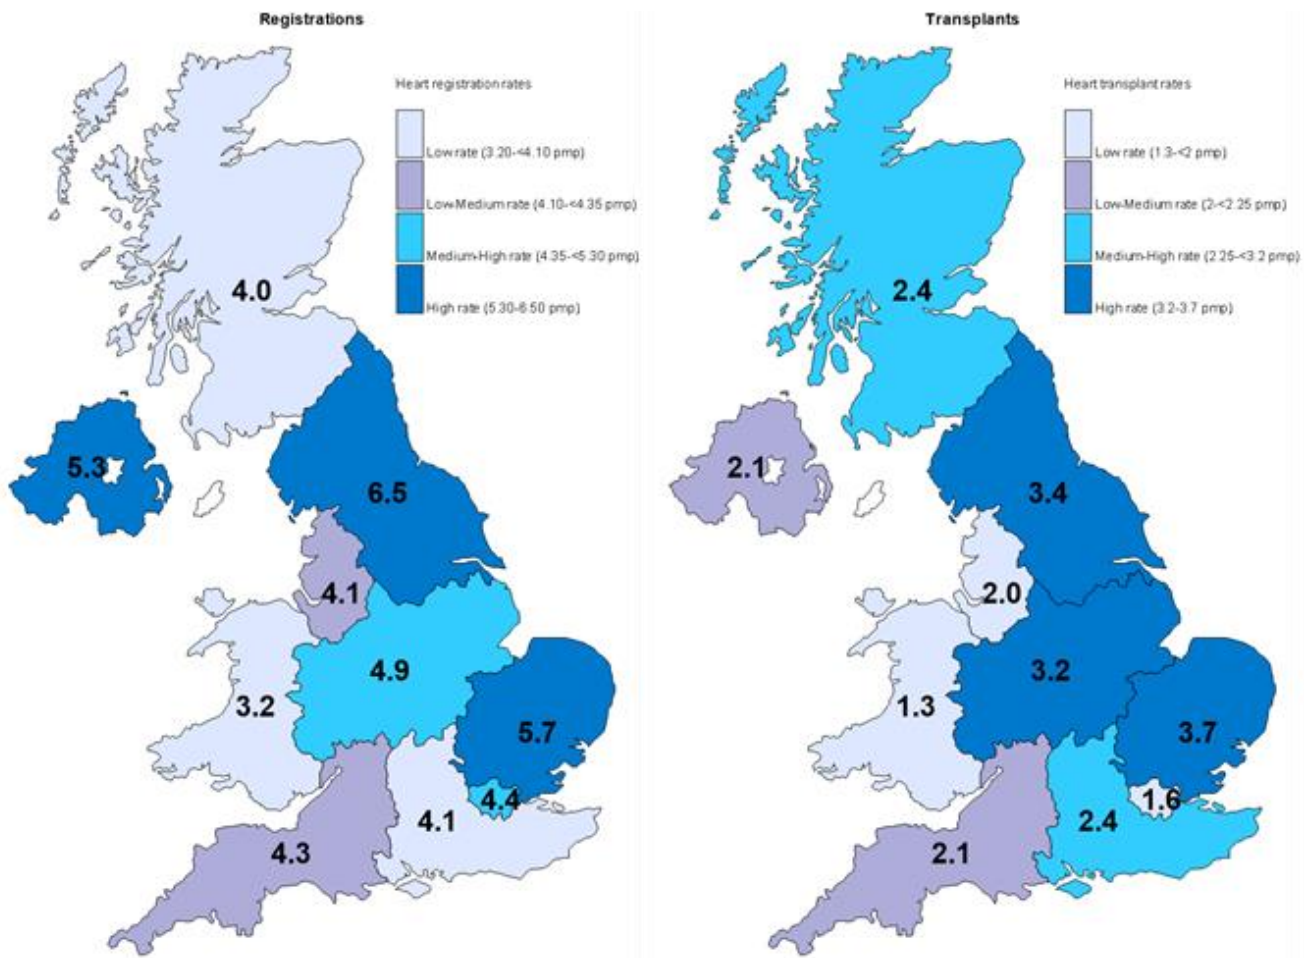 Registrations
Heart registration rates
Low rate (3.20-<4.10 pmp)
Low-Medium rate (4.10-<4.35 pmp)
Medium-High rate (4.35-<5.30 pmp)
High rate (5.30-6.50 pmp)
4.0
5.3
6.5
4.1
4.9
3.2
5.7
4.4
4.1
4.3
Transplants
Heart transplant rates
Low rate (1.3-<2 pmp)
Low-Medium rate (2-<2.25 pmp)
Medium-High rate (2.25-<3.2 pmp)
High rate (3.2-3.7 pmp)
2.4
2.1
3.4
2.0
3.2
1.3
3.7
1.6
2.4
2.1